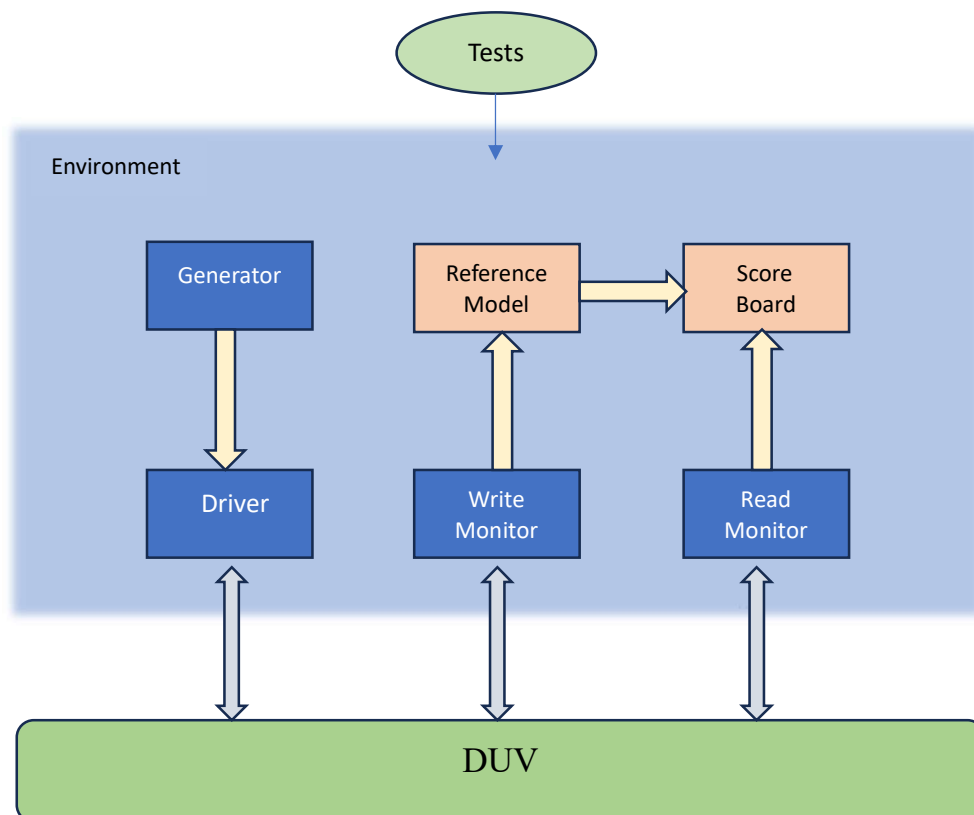 Tests
Environment
Generator
Reference
Model
Score
Board
Driver
Write
Monitor
Read
Monitor
DUV